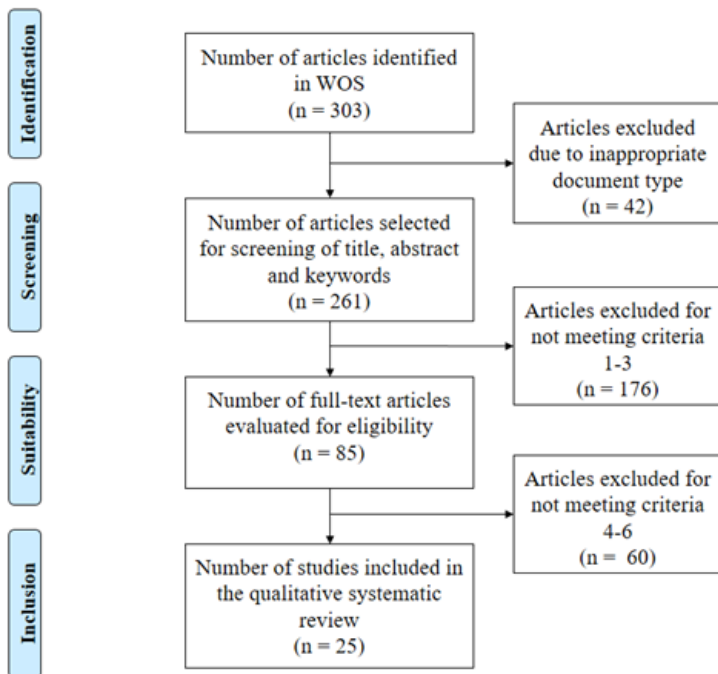 Identification
Number of articles identified
in WOS
(n = 303)
Articles excluded
due to inappropriate
document type
(n = 42)
Screening
Number of articles selected
for screening of title, abstract
and keywords
(n = 261)
Articles excluded for
not meeting criteria
1-3
(n = 176)
Suitability
Number of full-text articles
evaluated for eligibility
(n = 85)
Articles excluded for
not meeting criteria
4-6
(n = 60)
Inclusion
Number of studies included in
the qualitative systematic
review
(n = 25)